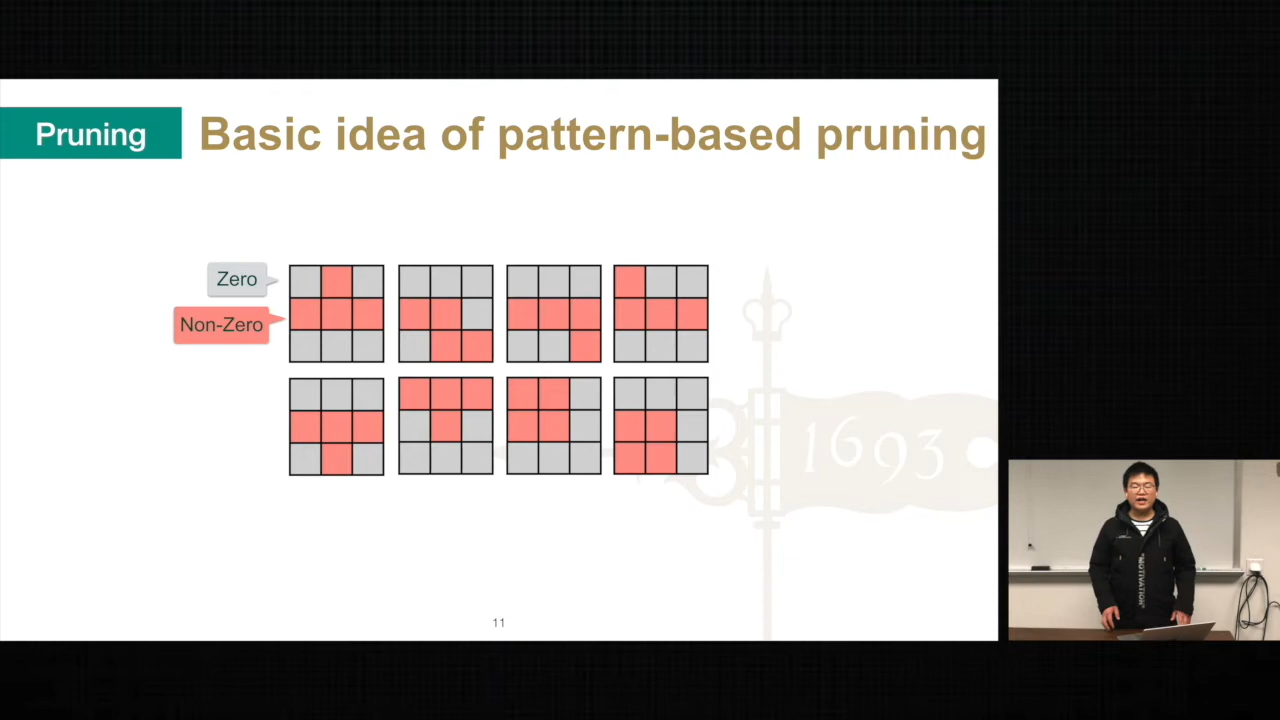 Pruning
Basic idea of pattern-based pruning
Zero
Non-Zero
1693
11